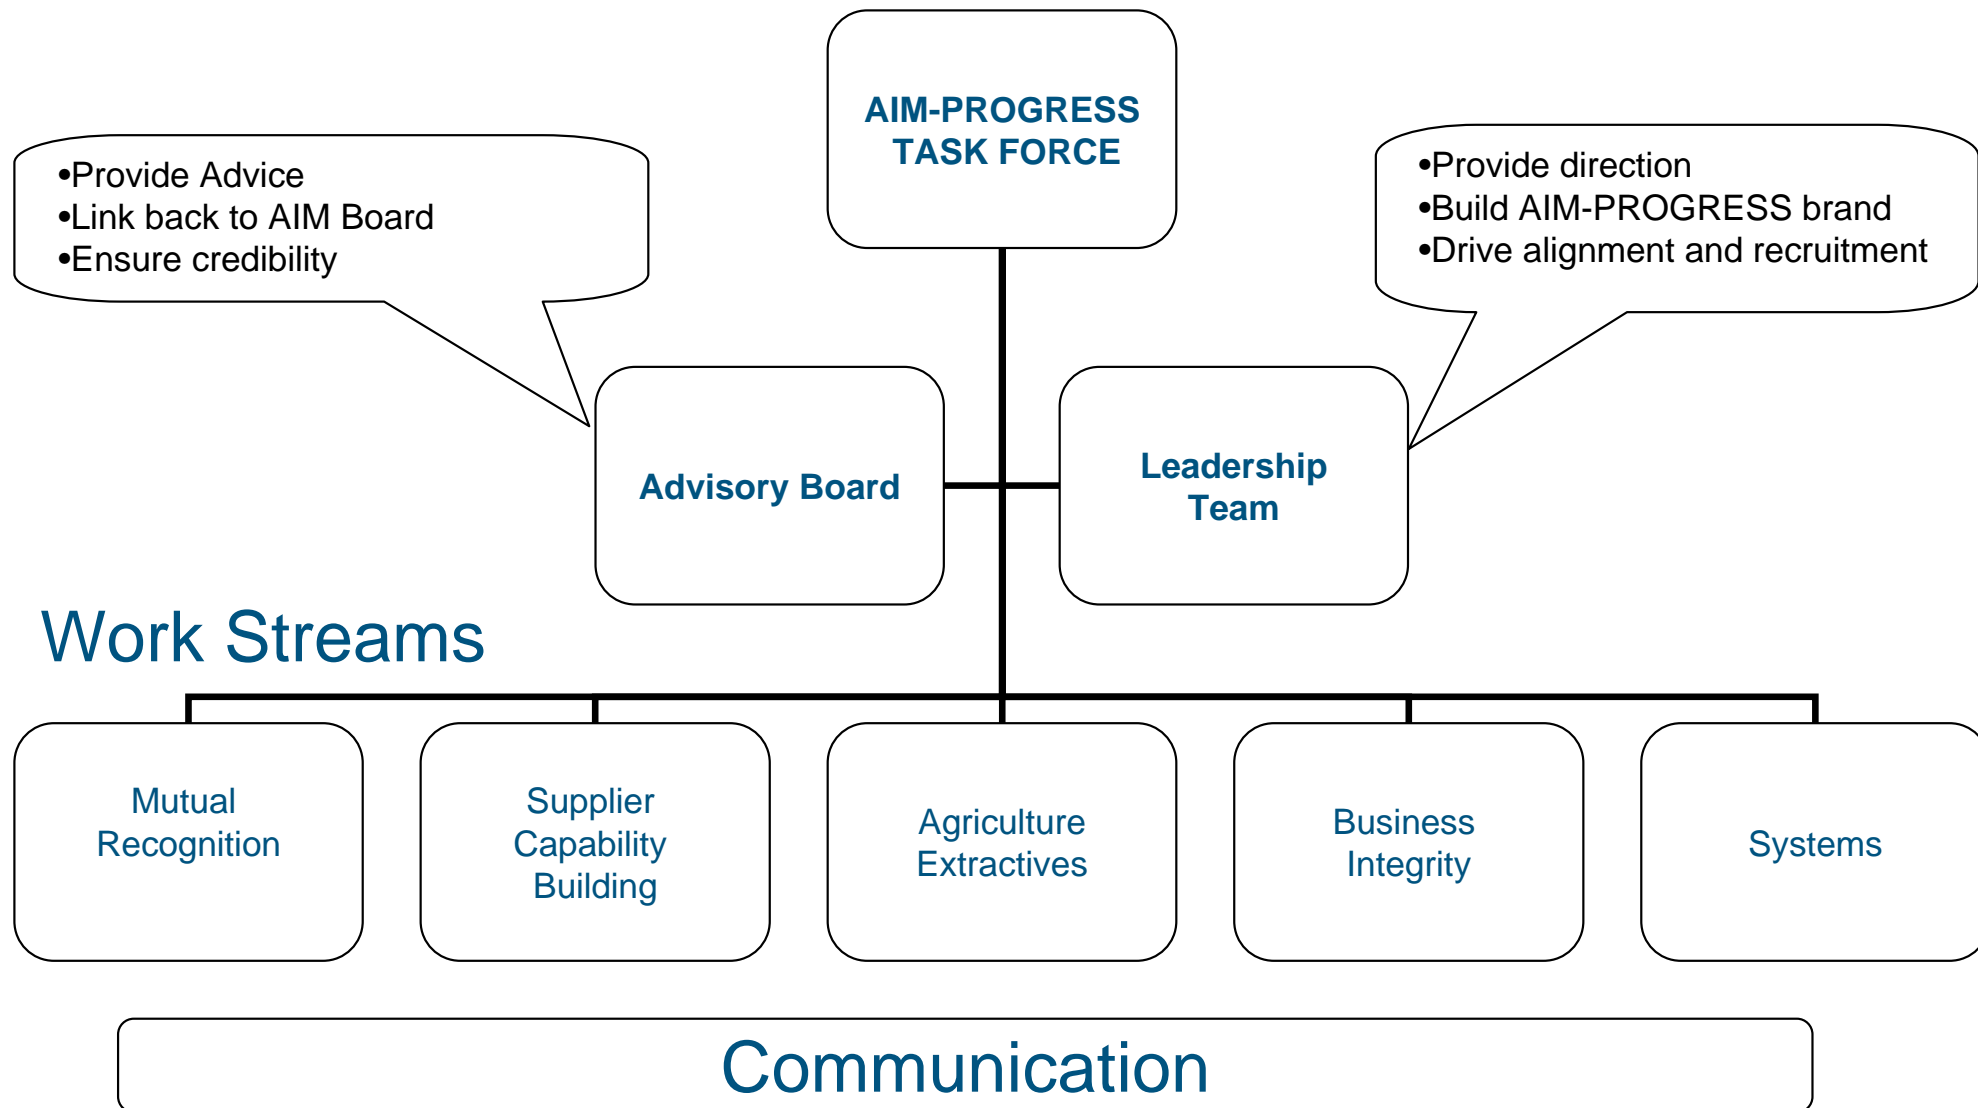 AIM-PROGRESS
TASK FORCE
•Provide Advice
•Link back to AIM Board
•Ensure credibility
•Provide direction
•Build AIM-PROGRESS brand
•Drive alignment and recruitment
Advisory Board
Leadership
Team
Work Streams
Mutual
Recognition
Supplier
Capability
Building
Agriculture
Extractives
Business
Integrity
Systems
Communication